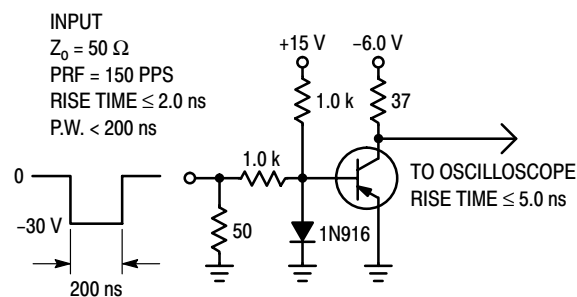 INPUT
Zo = 50 Ω
PRF = 150 PPS
RISE TIME ≤ 2.0 ns
P.W. < 200 ns
+15 V
−6.0 V
1.0 k
37
1.0 k
TO OSCILLOSCOPE
RISE TIME ≤ 5.0 ns
0
−30 V
50
1N916
200 ns